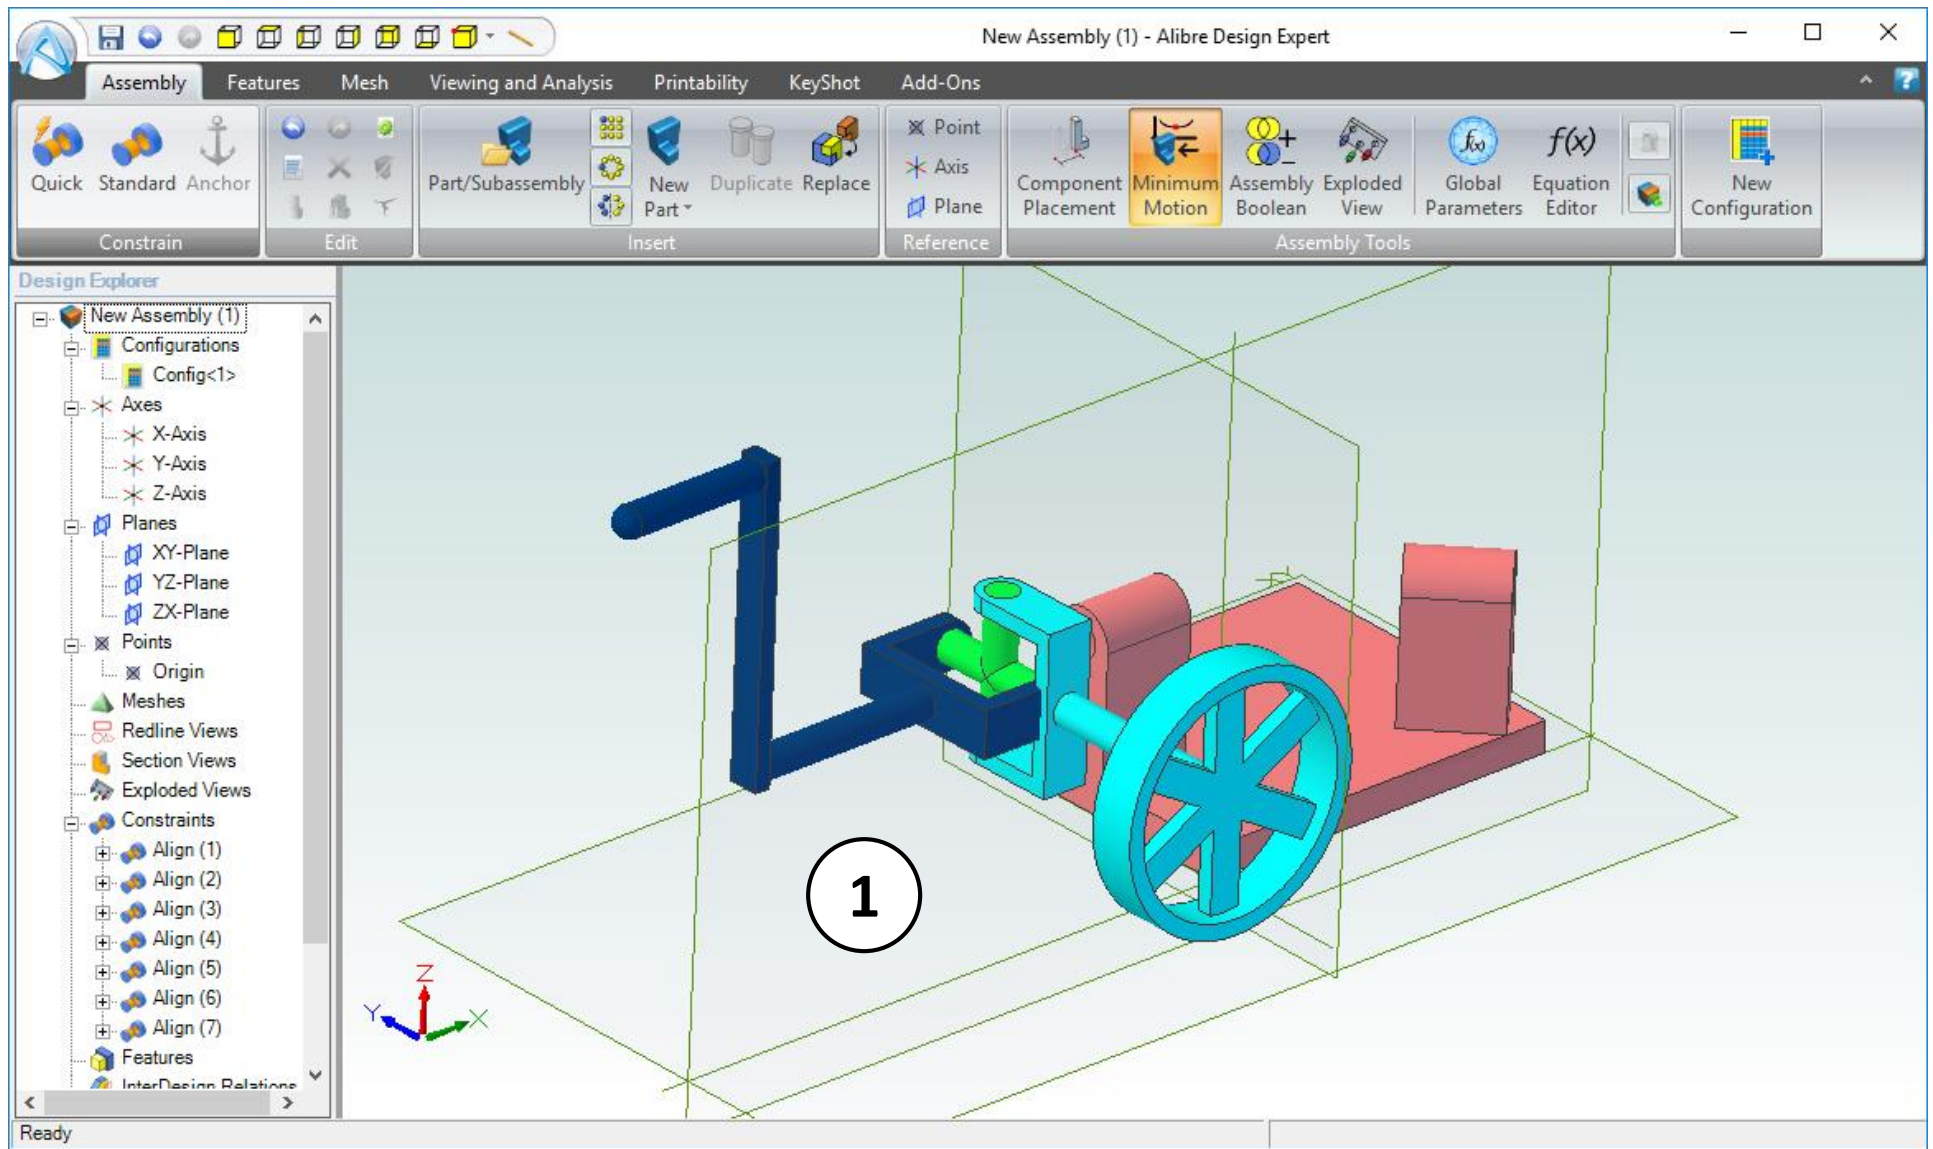 New Assembly (1) - Alibre Design Expert
Assembly Features Mesh Viewing and Analysis Printability KeyShot Add-Ons
Quick Standard Anchor
Constrain
Edit
Part/Subassembly
New Part
Duplicate
Replace
Insert
Point
Axis
Plane
Reference
Component Placement
Minimum Motion
Assembly Boolean
Exploded View
f(x)
Global Parameters
f(x)
Equation Editor
Assembly Tools
New Configuration
Design Explorer
New Assembly (1)
Configurations
Config<1>
Axes
X-Axis
Y-Axis
Z-Axis
Planes
XY-Plane
YZ-Plane
ZX-Plane
Points
Origin
Meshes
Redline Views
Section Views
Exploded Views
Constraints
Align (1)
Align (2)
Align (3)
Align (4)
Align (5)
Align (6)
Align (7)
Features
InterDesign Relations
1
Z
Y X
Ready